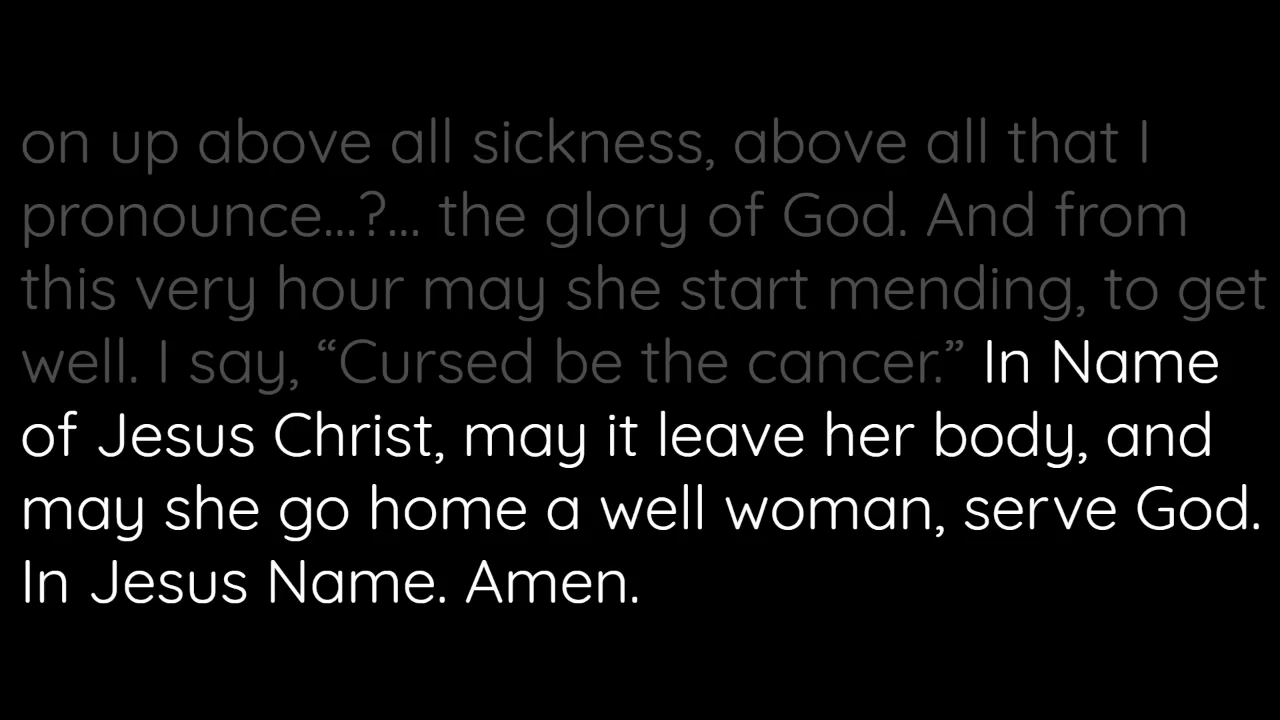 on up above all sickness, above all that I
pronounce...?... the glory of God. And from
this very hour may she start mending, to get
well. I say, “Cursed be the cancer.” In Name
of Jesus Christ, may it leave her body, and
may she go home a well woman, serve God.
In Jesus Name. Amen.